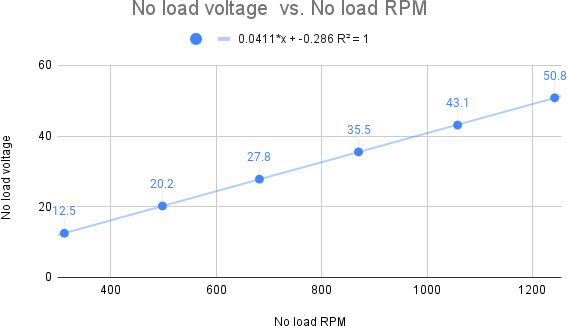 No load voltage  vs. No load RPM
0.0411*x + -0.286 R² = 1
60
50.8
43.1
40
35.5
27.8
20.2
20
12.5
0
400 600 800 1000 1200
No load voltage
No load RPM